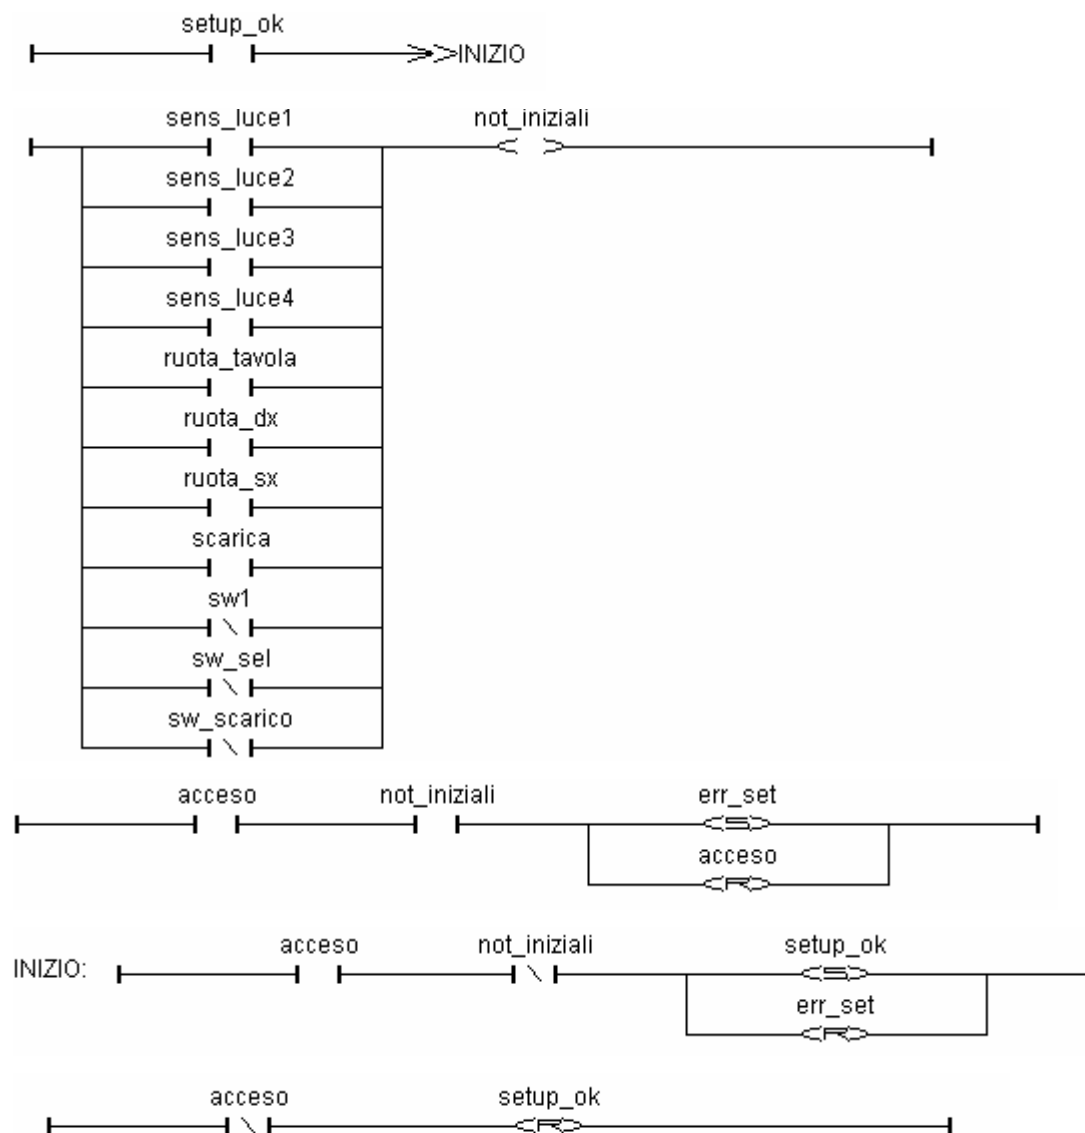 setup_ok
INIZIO
sens_luce1 not_iniziali
sens_luce2
sens_luce3
sens_luce4
ruota_tavola
ruota_dx
ruota_sx
scarica
sw1
sw_sel
sw_scarico
acceso not_iniziali err_set
S
acceso
R
acceso not_iniziali setup_ok
INIZIO:
S
err_set
R
acceso setup_ok
R